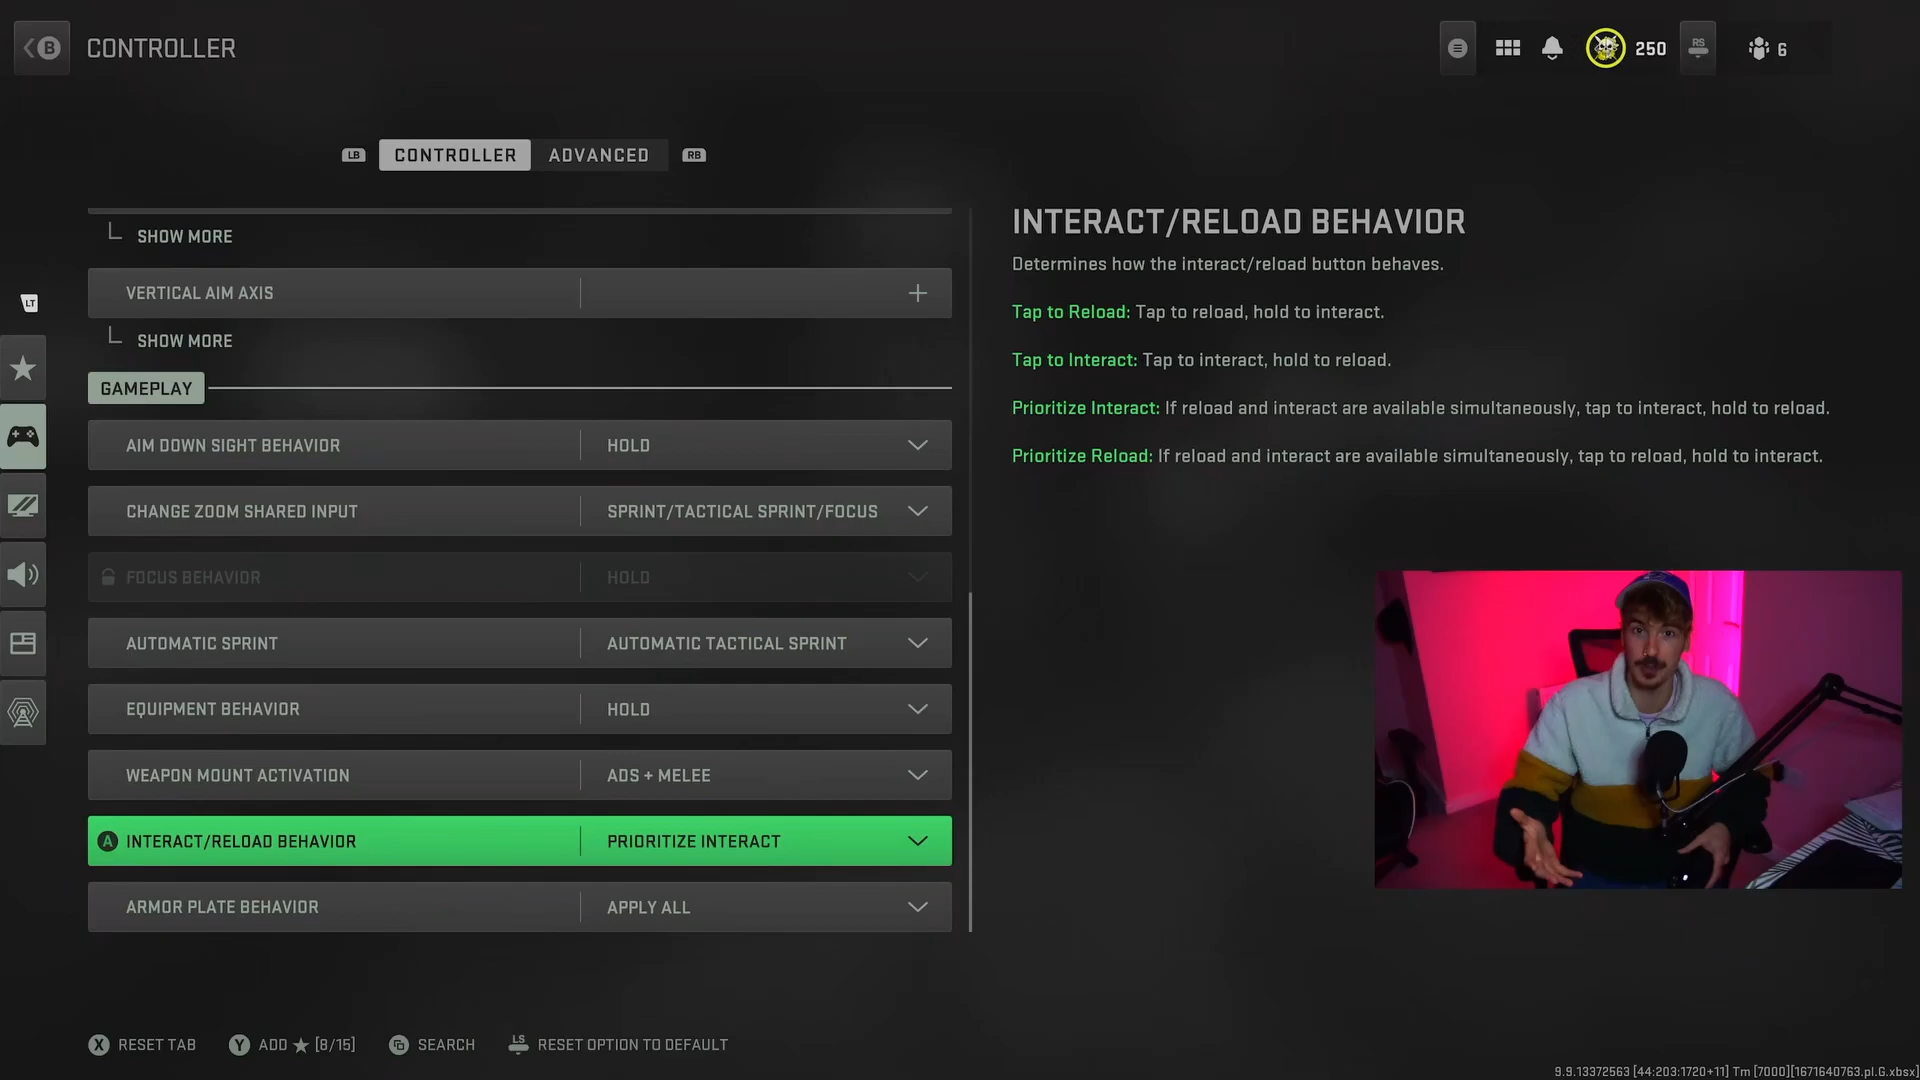 B CONTROLLER
250 RS 6
LB CONTROLLER ADVANCED RB
SHOW MORE
VERTICAL AIM AXIS
SHOW MORE
LT
GAMEPLAY
AIM DOWN SIGHT BEHAVIOR HOLD
CHANGE ZOOM SHARED INPUT SPRINT/TACTICAL SPRINT/FOCUS
FOCUS BEHAVIOR HOLD
AUTOMATIC SPRINT AUTOMATIC TACTICAL SPRINT
EQUIPMENT BEHAVIOR HOLD
WEAPON MOUNT ACTIVATION ADS + MELEE
A INTERACT/RELOAD BEHAVIOR PRIORITIZE INTERACT
ARMOR PLATE BEHAVIOR APPLY ALL
INTERACT/RELOAD BEHAVIOR
Determines how the interact/reload button behaves.
Tap to Reload: Tap to reload, hold to interact.
Tap to Interact: Tap to interact, hold to reload.
Prioritize Interact: If reload and interact are available simultaneously, tap to interact, hold to reload.
Prioritize Reload: If reload and interact are available simultaneously, tap to reload, hold to interact.
X RESET TAB Y ADD ★ [8/15] SEARCH LS RESET OPTION TO DEFAULT
9.9.13372563 [44:203:1720+11] Tm [7000][1671640763.pl.G.xbsx]